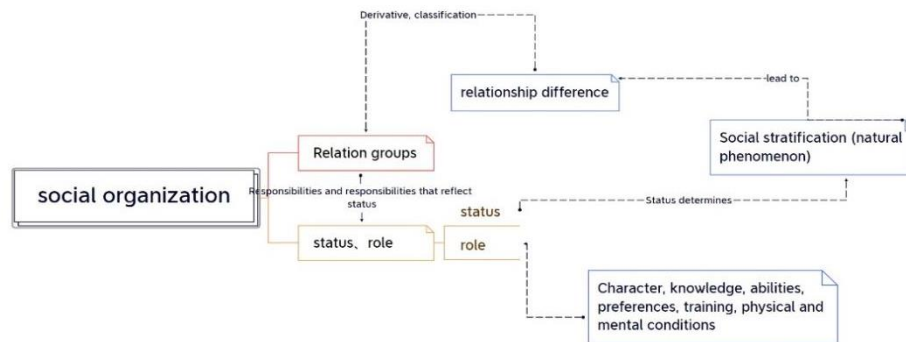 Derivative, classification
relationship difference
lead to
Social stratification (natural
phenomenon)
Relation groups
social organization
Responsibilities and responsibilities that reflect
status
status
Status determines
status、role
role
Character, knowledge, abilities,
preferences, training, physical and
mental conditions